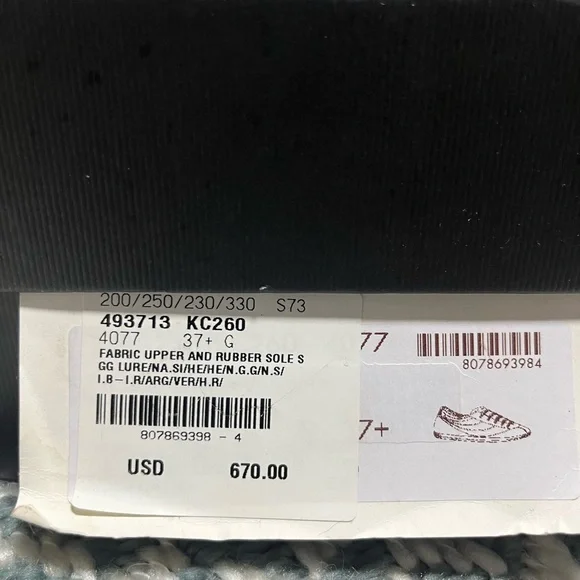 200/250/230/330 S73
493713 KC260
4077 37+ G
FABRIC UPPER AND RUBBER SOLE S
GG LURE/NA.SI/HE/HE/N.G.G/N.S/
I.B-I.R/ARG/VER/H.R/
807869398 - 4
USD 670.00
77
8078693984
7+